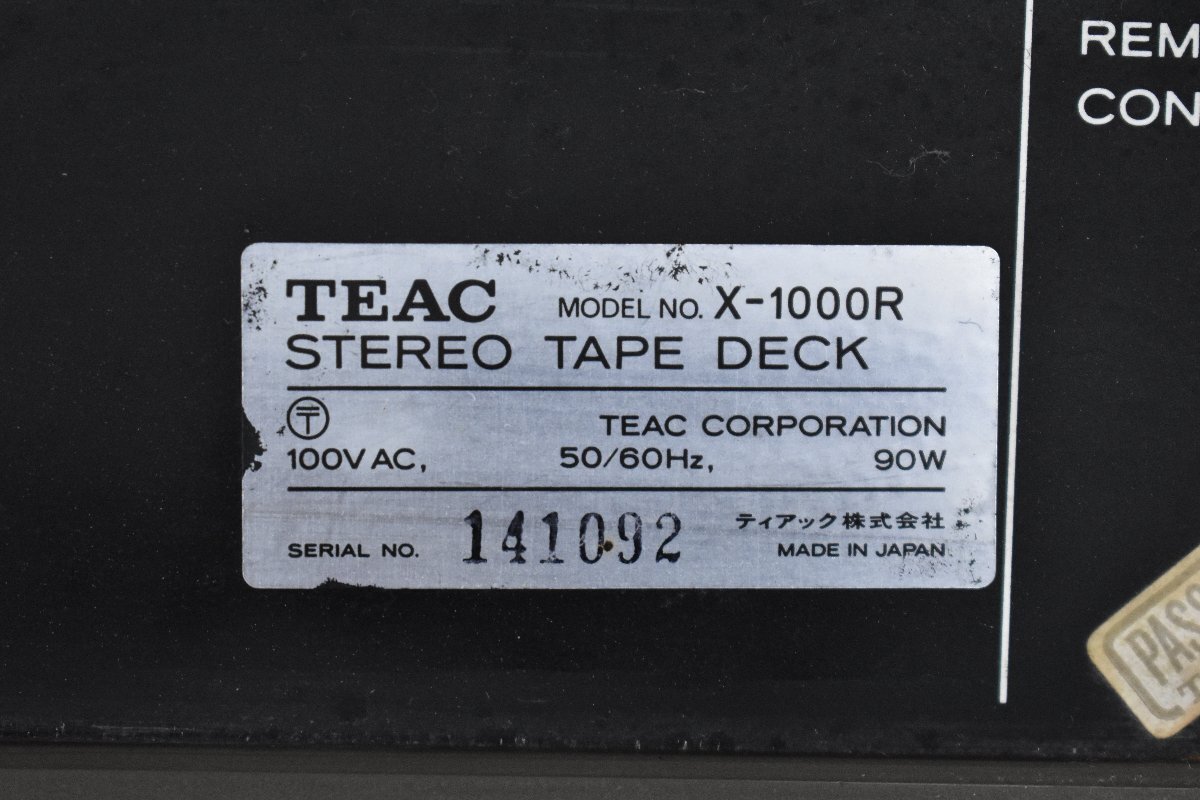 REM
CON
TEAC MODEL NO. X-1000R
STEREO TAPE DECK
〒 TEAC CORPORATION
100V AC, 50/60Hz, 90W
ティアック株式会社
SERIAL NO. 141092 MADE IN JAPAN
PASS